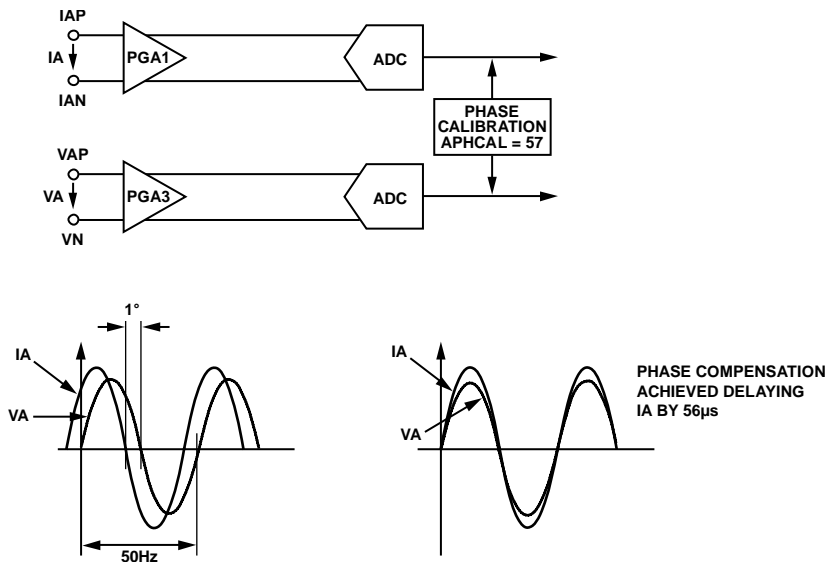 IAP
IA
PGA1
ADC
IAN
PHASE
CALIBRATION
APHCAL = 57
VAP
VA
PGA3
ADC
VN
1°
IA
VA
50Hz
IA
VA
PHASE COMPENSATION
ACHIEVED DELAYING
IA BY 56µs